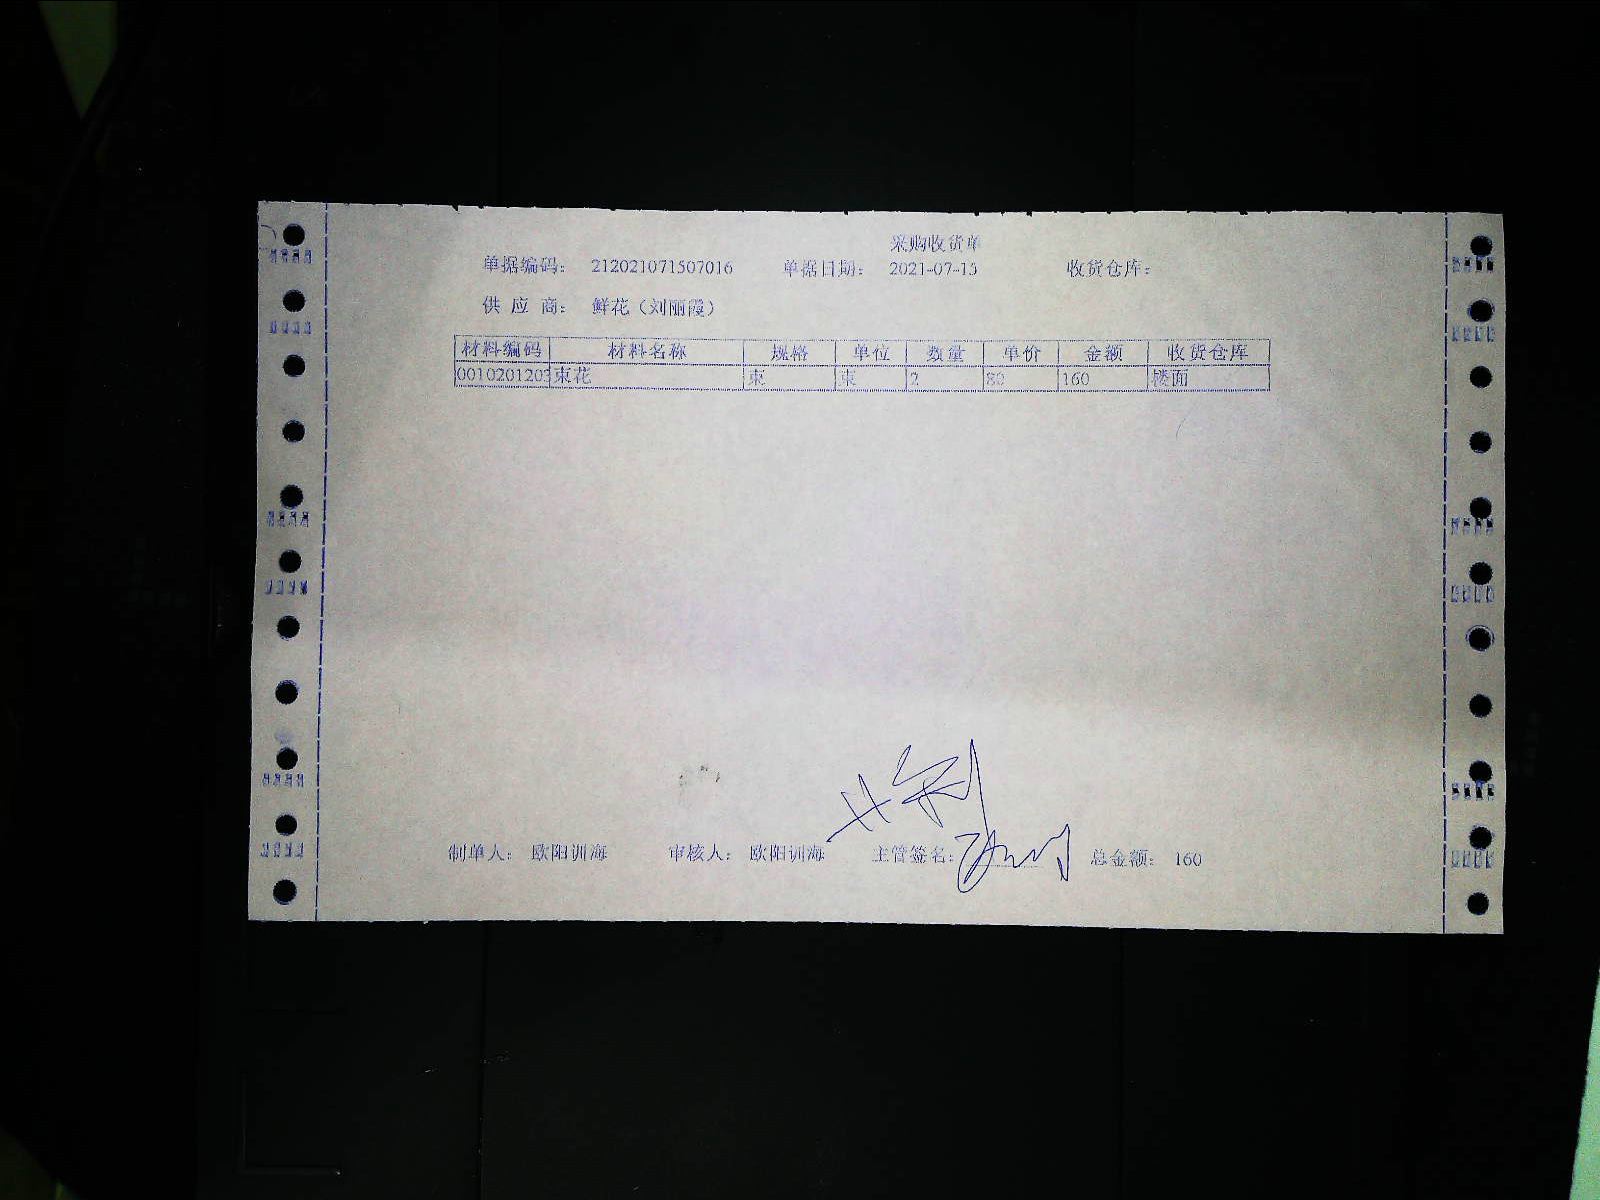 采购收货单
单据编码: 212021071507016 单据日期: 2021-07-15 收货仓库:
供 应 商: 鲜花(刘丽霞)
材料编码 材料名称 规格 单位 数量 单价 金额 收货仓库
0010201203 束花 束 束 2 80 160 楼面
制单人: 欧阳训海 审核人: 欧阳训海 主管签名: 总金额: 160